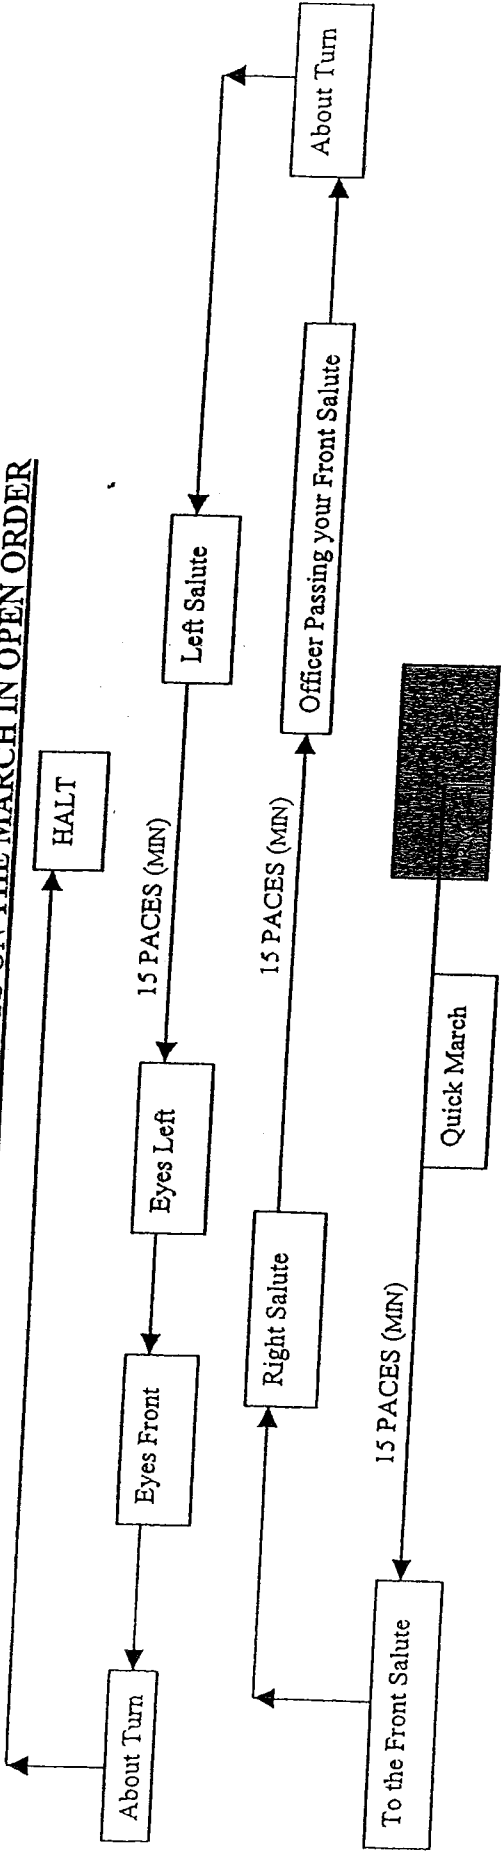 ON THE MARCH IN OPEN ORDER
HALT
About Turn
Eyes Front
Eyes Left
15 PACES (MIN)
Left Salute
Right Salute
15 PACES (MIN)
Officer Passing your Front Salute
About Turn
To the Front Salute
15 PACES (MIN)
Quick March